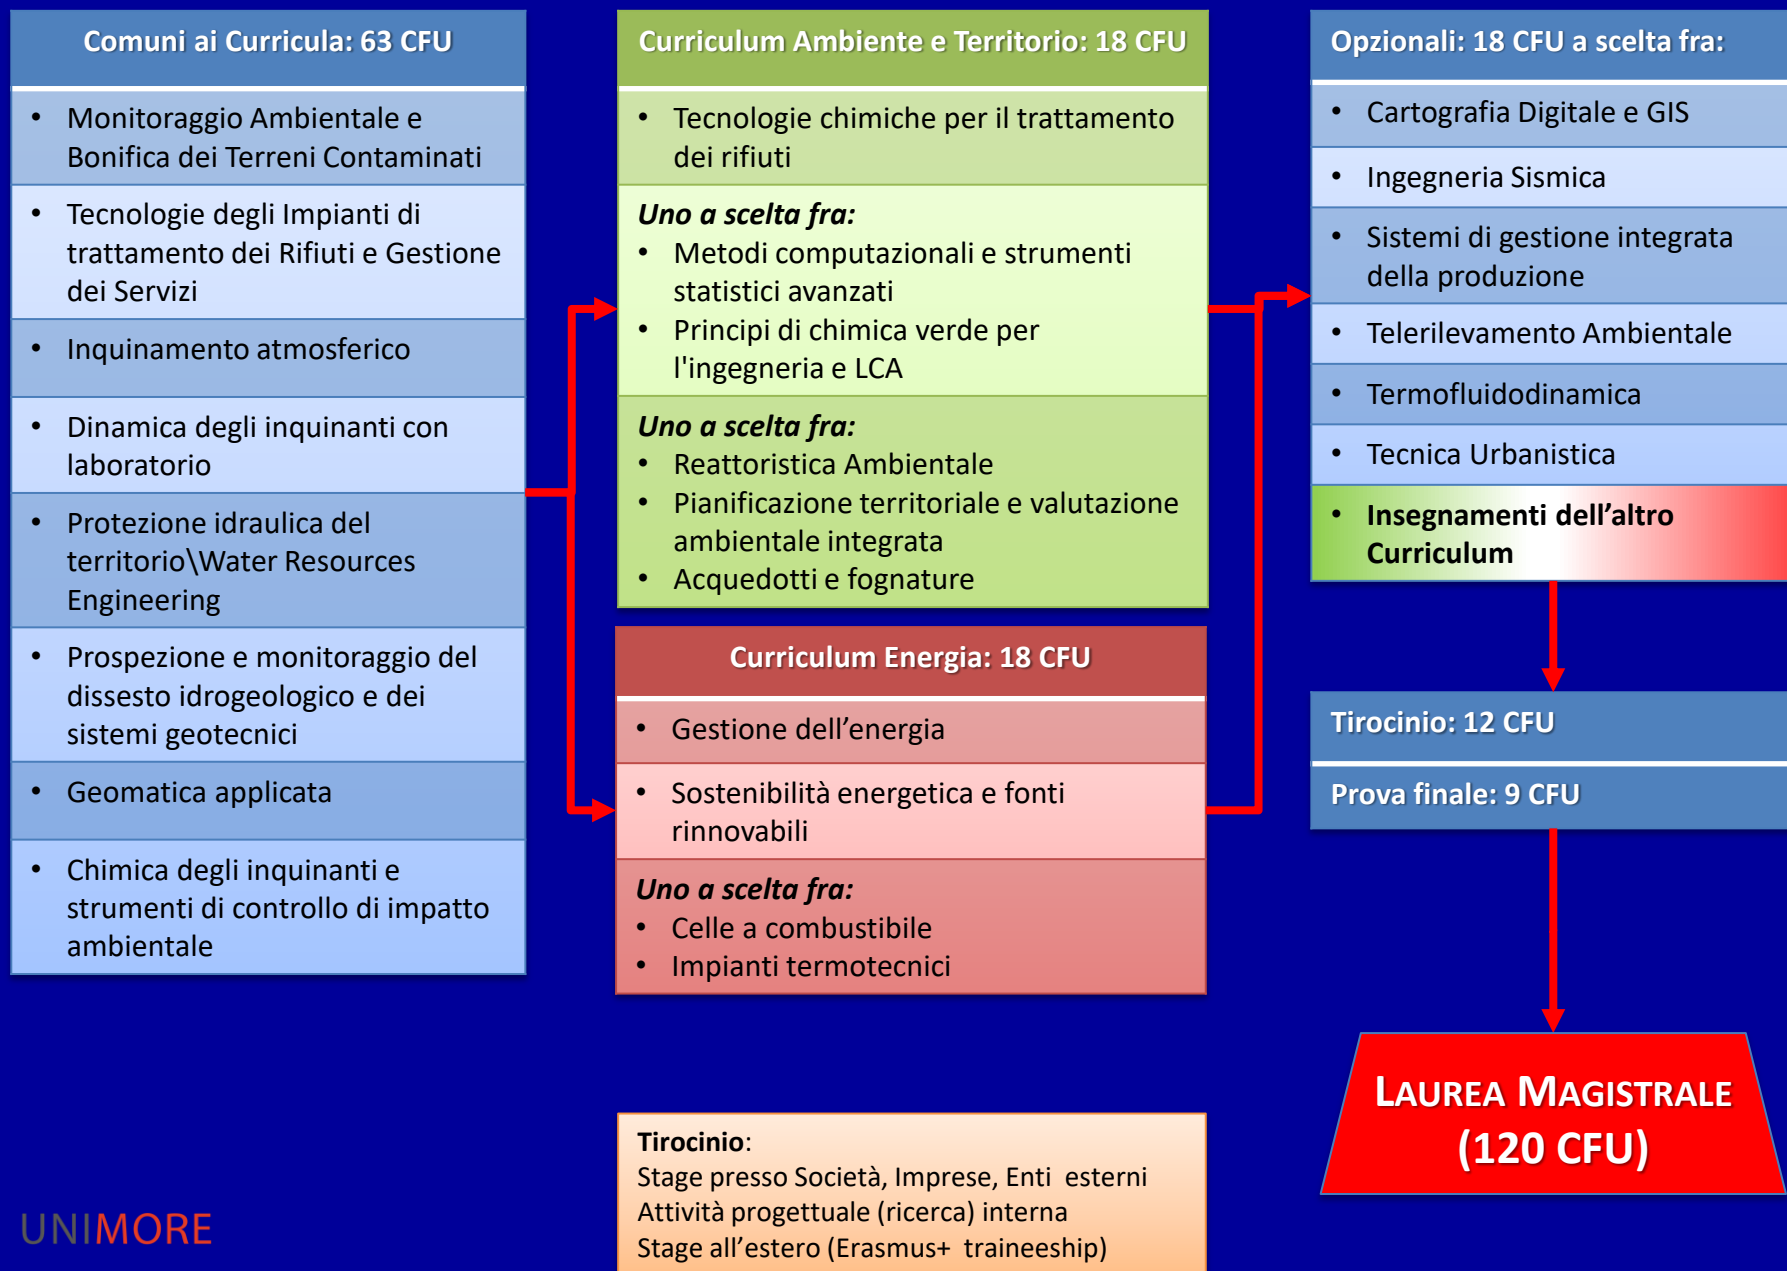 Comuni ai Curricula: 63 CFU
• Monitoraggio Ambientale e
Bonifica dei Terreni Contaminati
• Tecnologie degli Impianti di
trattamento dei Rifiuti e Gestione
dei Servizi
• Inquinamento atmosferico
• Dinamica degli inquinanti con
laboratorio
• Protezione idraulica del
territorio\Water Resources
Engineering
• Prospezione e monitoraggio del
dissesto idrogeologico e dei
sistemi geotecnici
• Geomatica applicata
• Chimica degli inquinanti e
strumenti di controllo di impatto
ambientale
Curriculum Ambiente e Territorio: 18 CFU
• Tecnologie chimiche per il trattamento
dei rifiuti
Uno a scelta fra:
• Metodi computazionali e strumenti
statistici avanzati
• Principi di chimica verde per
l'ingegneria e LCA
Uno a scelta fra:
• Reattoristica Ambientale
• Pianificazione territoriale e valutazione
ambientale integrata
• Acquedotti e fognature
Curriculum Energia: 18 CFU
• Gestione dell’energia
• Sostenibilità energetica e fonti
rinnovabili
Uno a scelta fra:
• Celle a combustibile
• Impianti termotecnici
Opzionali: 18 CFU a scelta fra:
• Cartografia Digitale e GIS
• Ingegneria Sismica
• Sistemi di gestione integrata
della produzione
• Telerilevamento Ambientale
• Termofluidodinamica
• Tecnica Urbanistica
• Insegnamenti dell’altro
Curriculum
Tirocinio: 12 CFU
Prova finale: 9 CFU
LAUREA MAGISTRALE
(120 CFU)
Tirocinio:
Stage presso Società, Imprese, Enti esterni
Attività progettuale (ricerca) interna
Stage all’estero (Erasmus+ traineeship)
UNIMORE